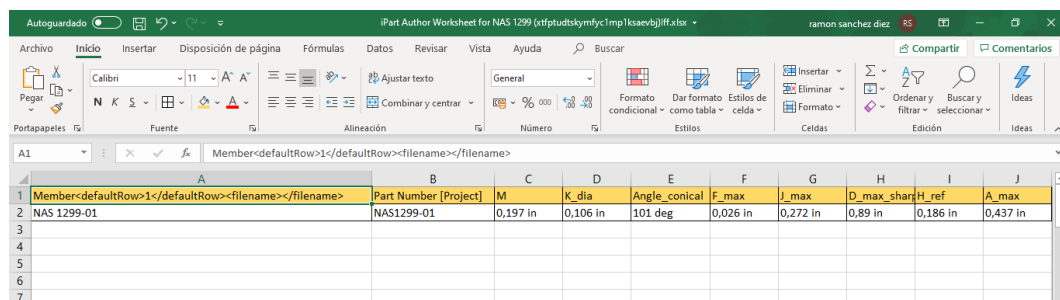 Autoguardado iPart Author Worksheet for NAS 1299 (xtfptudtskymfyc1mp1ksaevbj)lff.xlsx ramon sanchez diez RS
Archivo Inicio Insertar Disposición de página Fórmulas Datos Revisar Vista Ayuda Buscar Compartir Comentarios
Pegar Calibri 11 A A Ajustar texto General Formato condicional Dar formato como tabla Estilos de celda Insertar Ordenar y filtrar Buscar y seleccionar Ideas
N K S A Combinar y centrar % 000 Eliminar
Formato
Portapapeles Fuente Alineación Número Estilos Celdas Edición Ideas
A1 fx Member<defaultRow>1</defaultRow><filename></filename>
A B C D E F G H I J
1 Member<defaultRow>1</defaultRow><filename></filename> Part Number [Project] M K_dia Angle_conical F_max J_max D_max_shar H_ref A_max
2 NAS 1299-01 NAS1299-01 0,197 in 0,106 in 101 deg 0,026 in 0,272 in 0,89 in 0,186 in 0,437 in
3
4
5
6
7